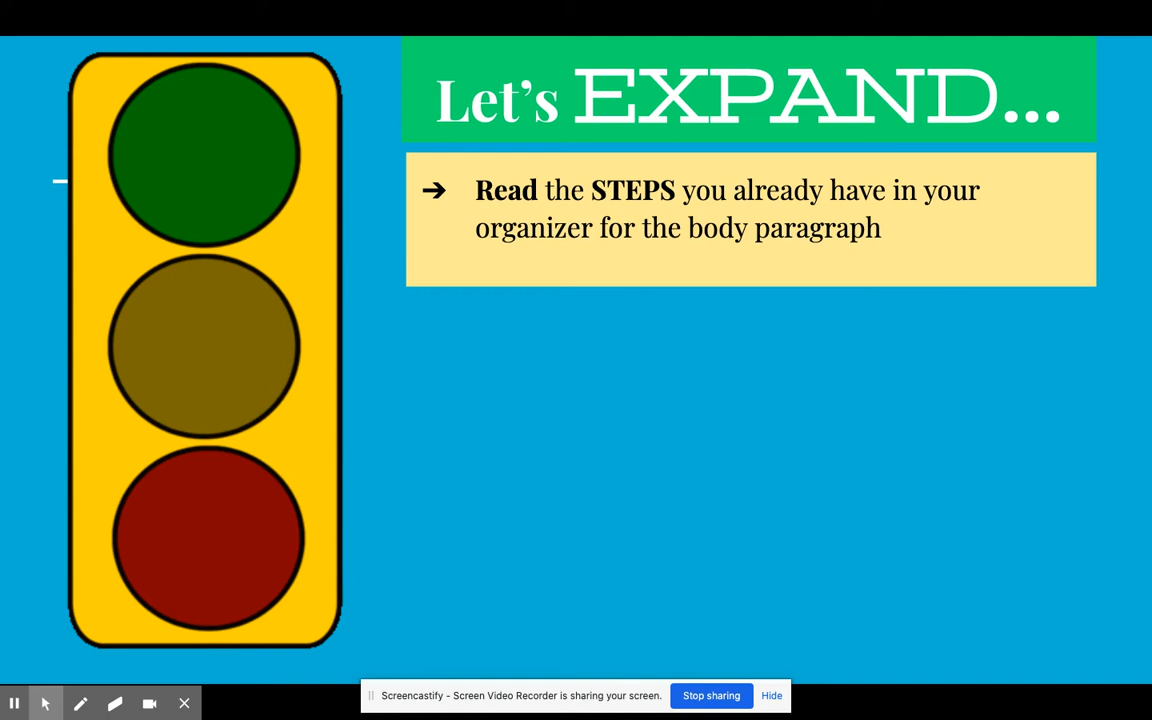 Let's EXPAND...
➔ Read the STEPS you already have in your
organizer for the body paragraph
Screencastify - Screen Video Recorder is sharing your screen. Stop sharing Hide